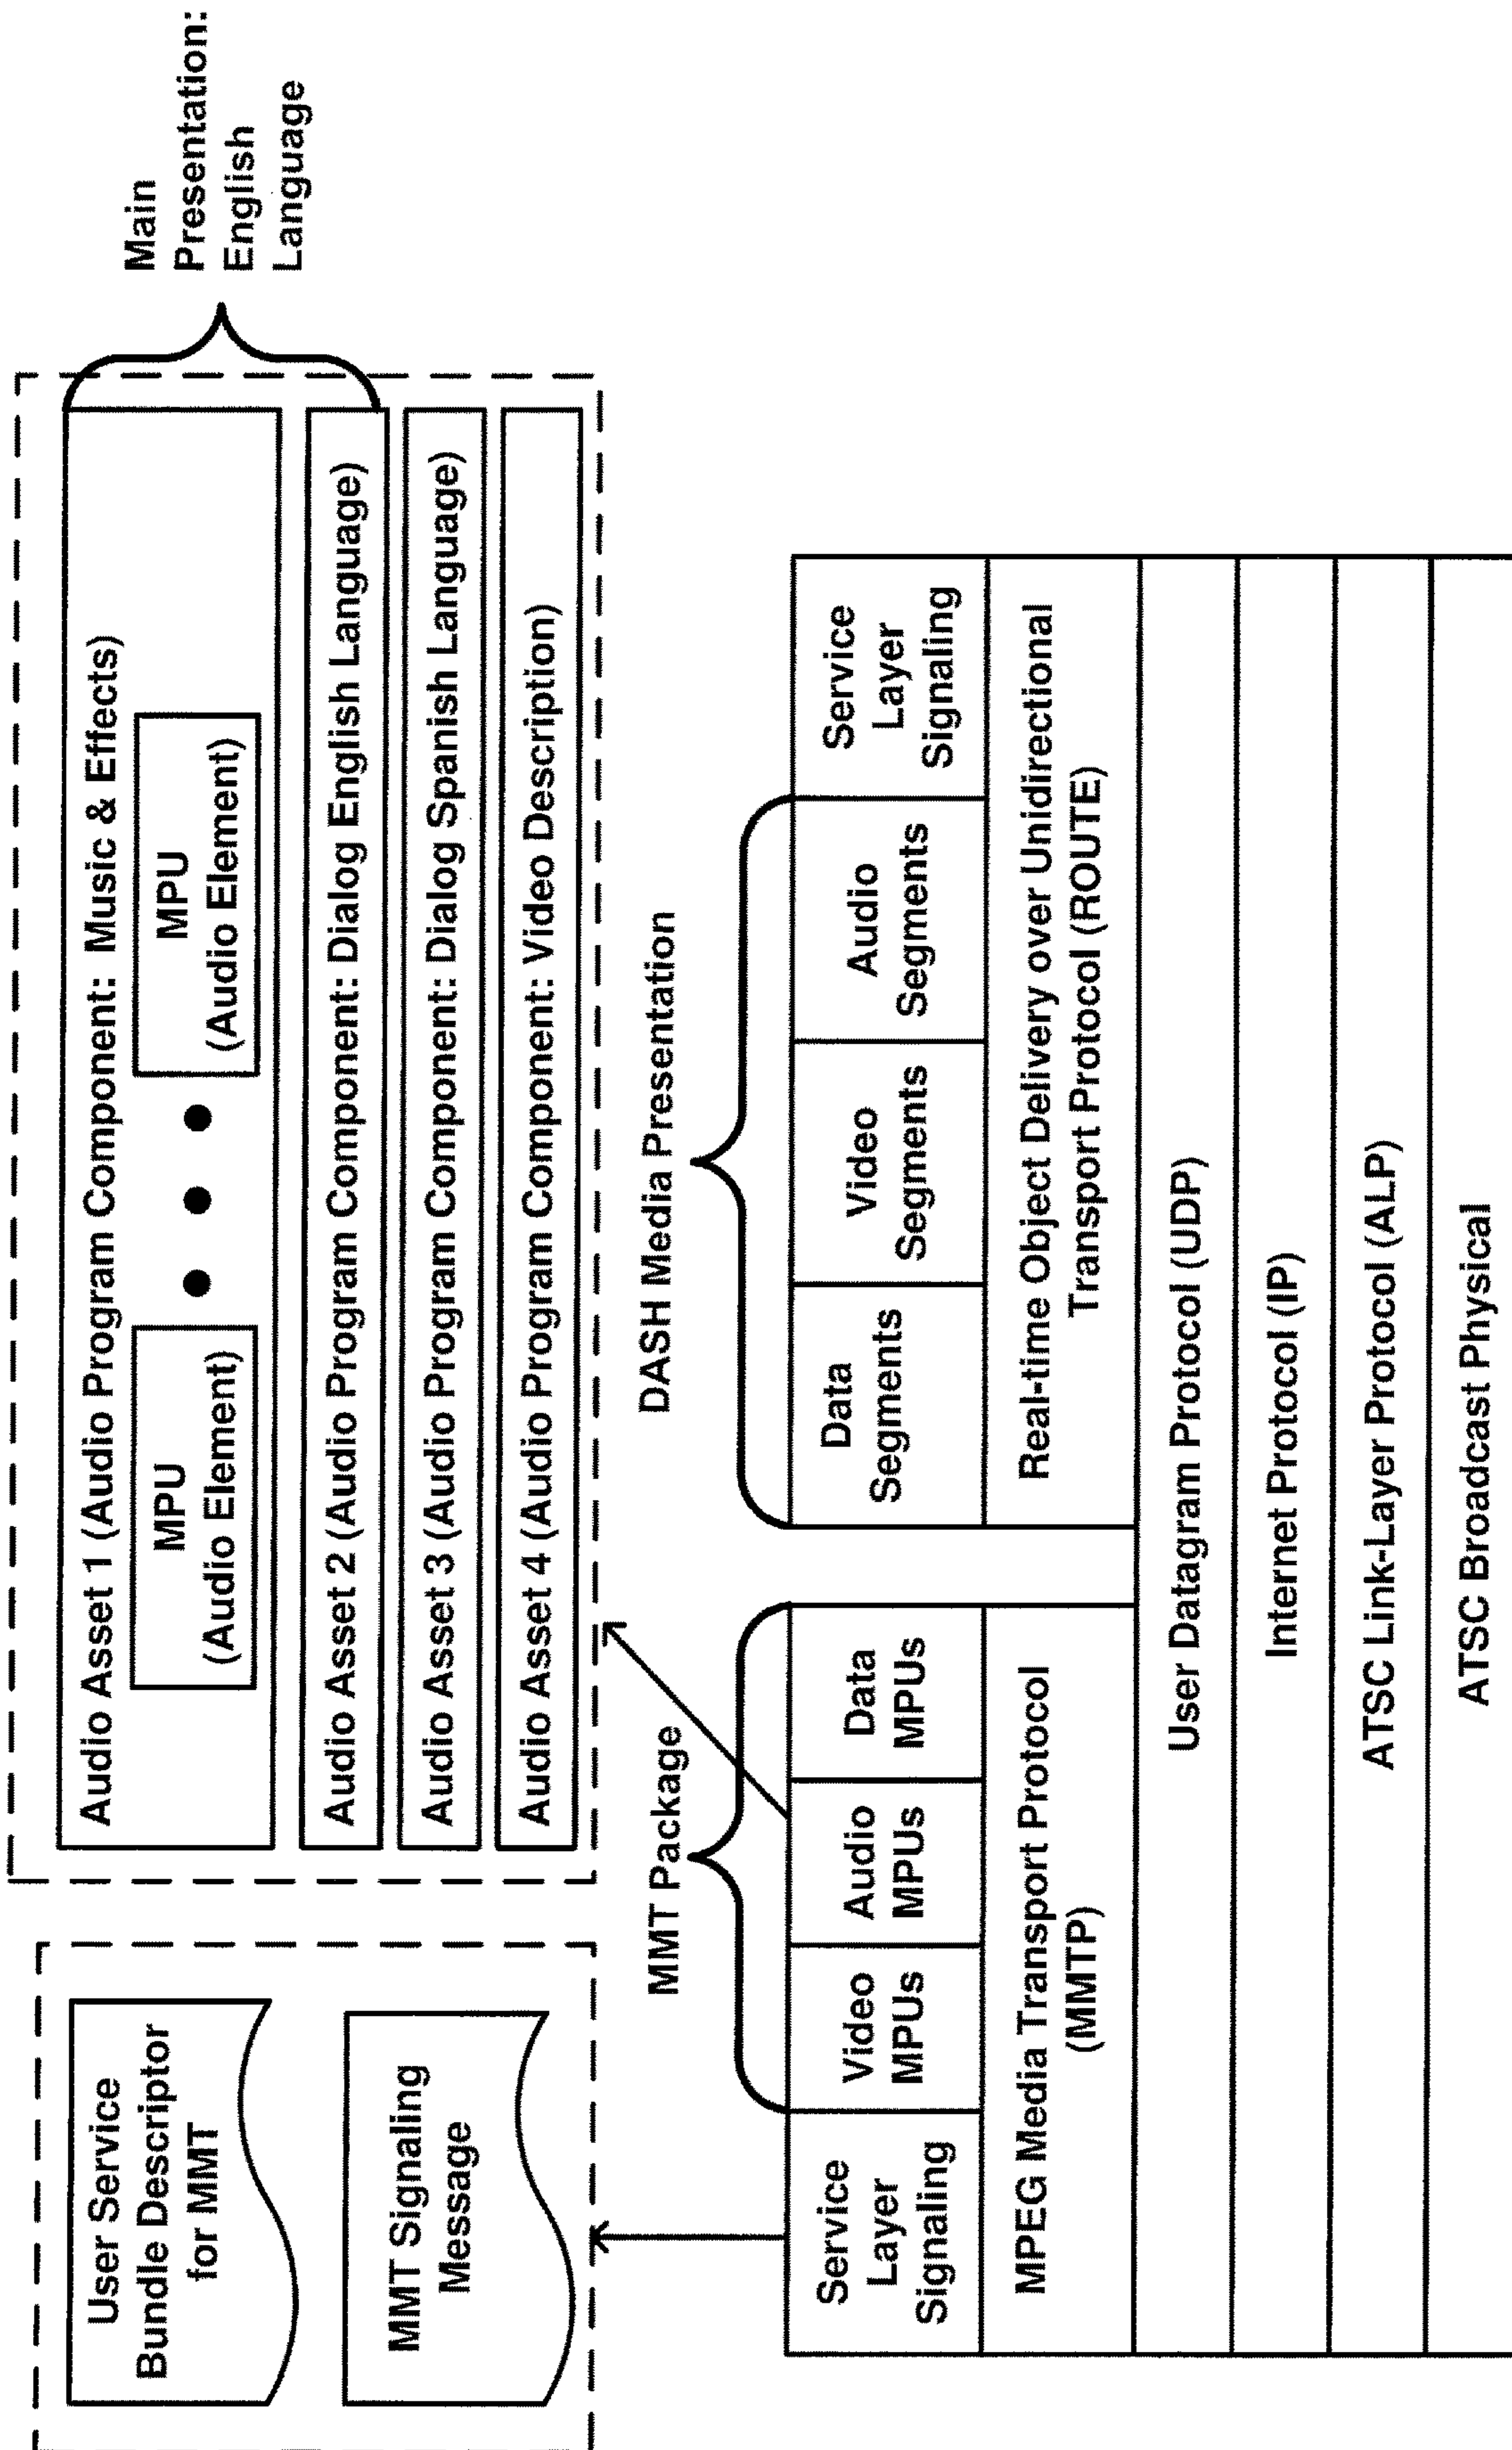 User Service
Bundle Descriptor
for MMT
MMT Signaling
Message
Audio Asset 1 (Audio Program Component: Music & Effects)
MPU
(Audio Element)
MPU
(Audio Element)
Audio Asset 2 (Audio Program Component: Dialog English Language)
Audio Asset 3 (Audio Program Component: Dialog Spanish Language)
Audio Asset 4 (Audio Program Component: Video Description)
Main
Presentation:
English
Language
MMT Package
DASH Media Presentation
Service
Layer
Signaling
Video
MPUs
Audio
MPUs
Data
MPUs
Data
Segments
Video
Segments
Audio
Segments
Service
Layer
Signaling
MPEG Media Transport Protocol
(MMTP)
Real-time Object Delivery over Unidirectional
Transport Protocol (ROUTE)
User Datagram Protocol (UDP)
Internet Protocol (IP)
ATSC Link-Layer Protocol (ALP)
ATSC Broadcast Physical